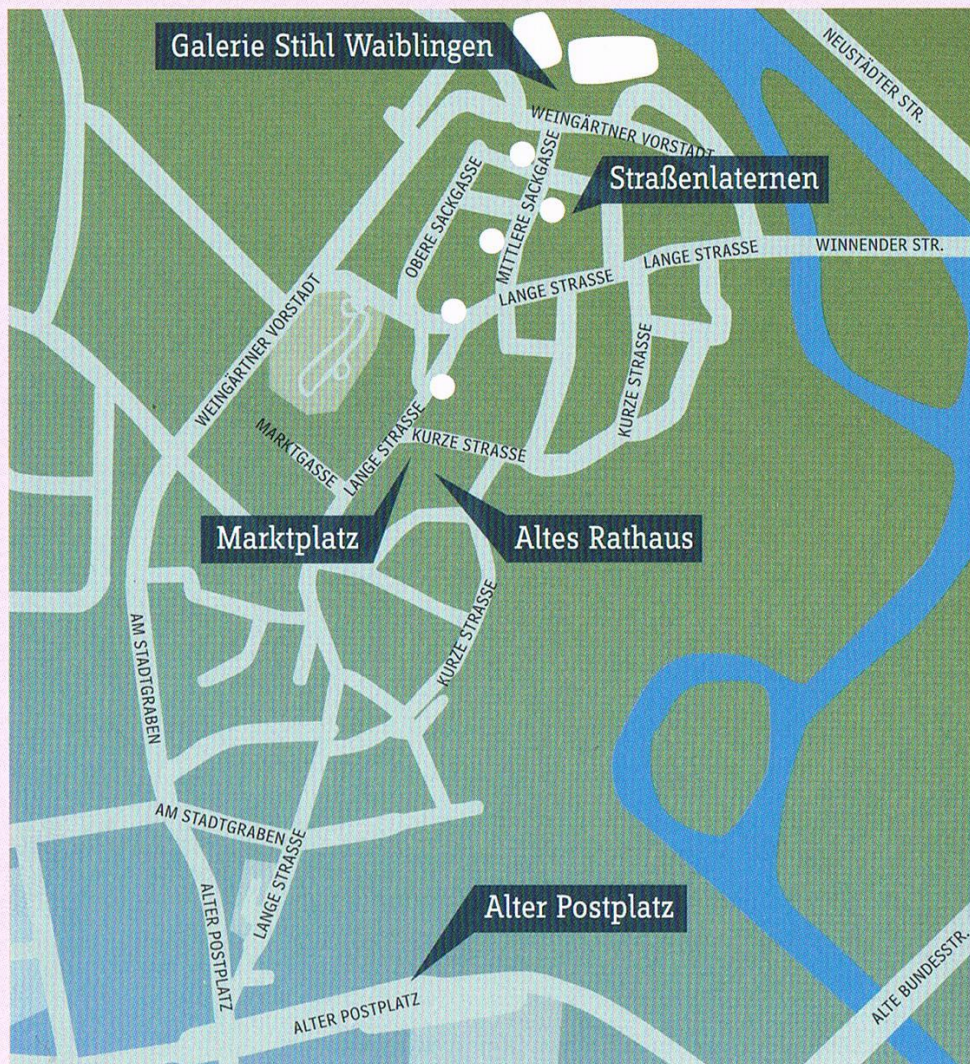 Galerie Stihl Waiblingen
NEUSTÄDTER STR.
WEINGÄRTNER VORSTADT
Straßenlaternen
OBERE SACKGASSE
MITTLERE SACKGASSE
LANGE STRASSE
LANGE STRASSE
WINNENDER STR.
WEINGÄRTNER VORSTADT
KURZE STRASSE
MARKTGASSE
LANGE STRASSE
KURZE STRASSE
Marktplatz
Altes Rathaus
AM STADTGRABEN
KURZE STRASSE
AM STADTGRABEN
LANGE STRASSE
ALTER POSTPLATZ
Alter Postplatz
ALTER POSTPLATZ
ALTE BUNDESSTR.